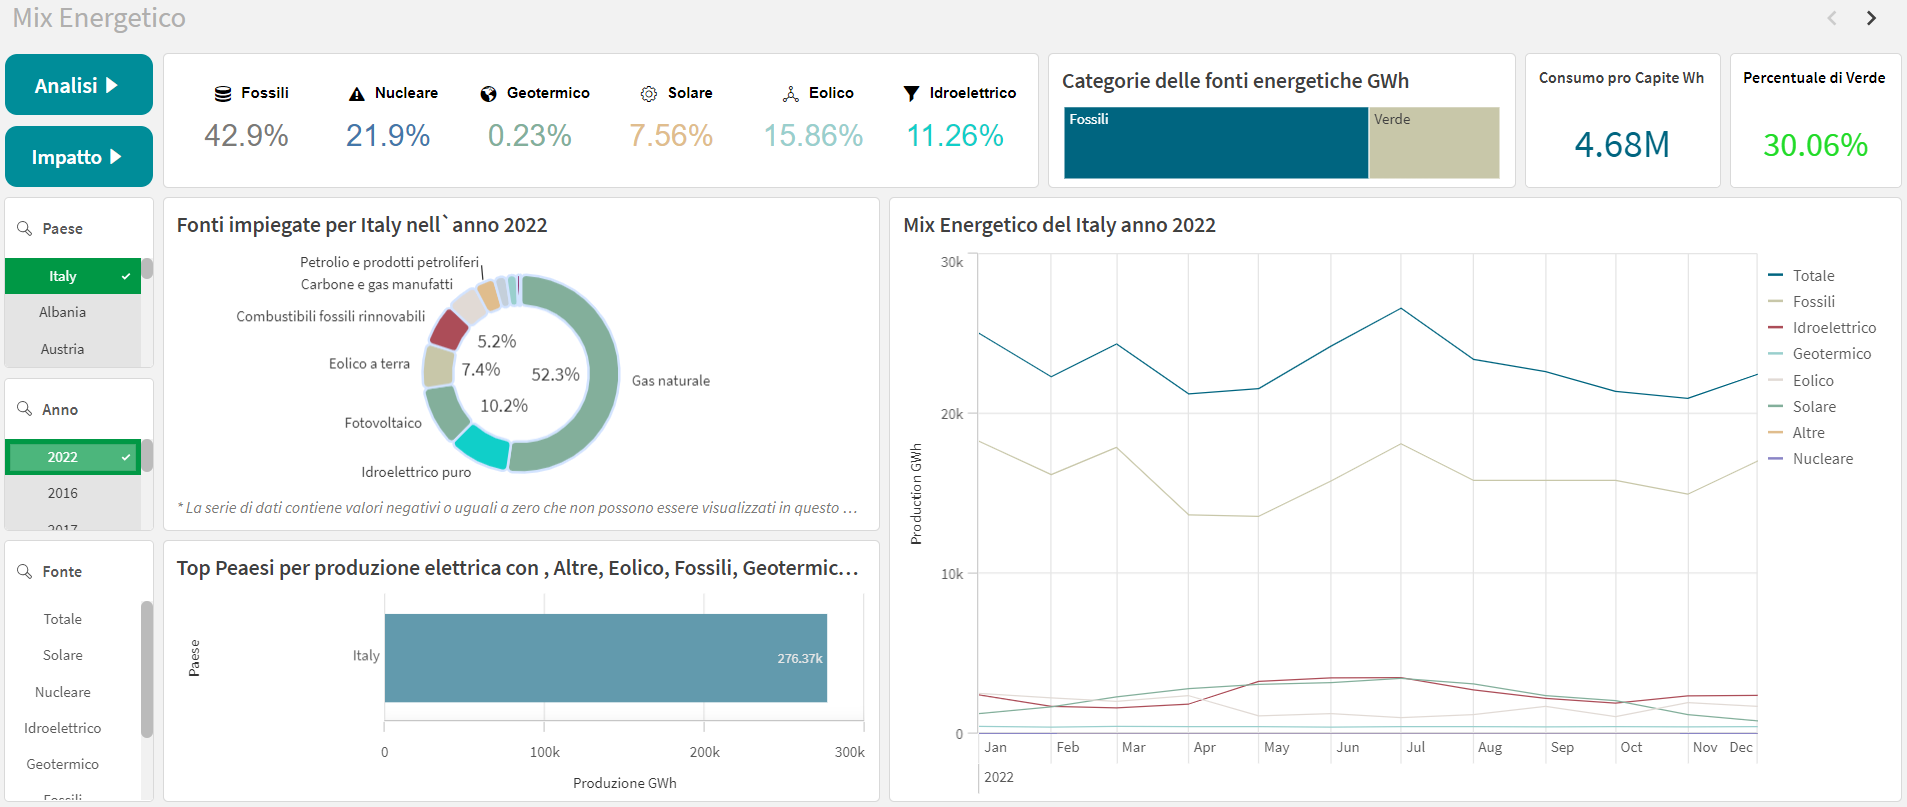 Mix Energetico
Analisi
Impatto
Fossili
42.9%
Nucleare
21.9%
Geotermico
0.23%
Solare
7.56%
Eolico
15.86%
Idroelettrico
11.26%
Categorie delle fonti energetiche GWh
Fossili
Verde
Consumo pro Capite Wh
4.68M
Percentuale di Verde
30.06%
Paese
Italy
Albania
Austria
Anno
2022
2016
2017
Fonte
Totale
Solare
Nucleare
Idroelettrico
Geotermico
Fossili
Fonti impiegate per Italy nell`anno 2022
Petrolio e prodotti petroliferi
Carbone e gas manufatti
Combustibili fossili rinnovabili
Eolico a terra
Fotovoltaico
Idroelettrico puro
Gas naturale
5.2%
7.4%
52.3%
10.2%
* La serie di dati contiene valori negativi o uguali a zero che non possono essere visualizzati in questo …
Top Peaesi per produzione elettrica con , Altre, Eolico, Fossili, Geotermic…
Paese
Italy
276.37k
0
100k
200k
300k
Produzione GWh
Mix Energetico del Italy anno 2022
Production GWh
30k
20k
10k
0
Jan
Feb
Mar
Apr
May
Jun
Jul
Aug
Sep
Oct
Nov
Dec
2022
Totale
Fossili
Idroelettrico
Geotermico
Eolico
Solare
Altre
Nucleare